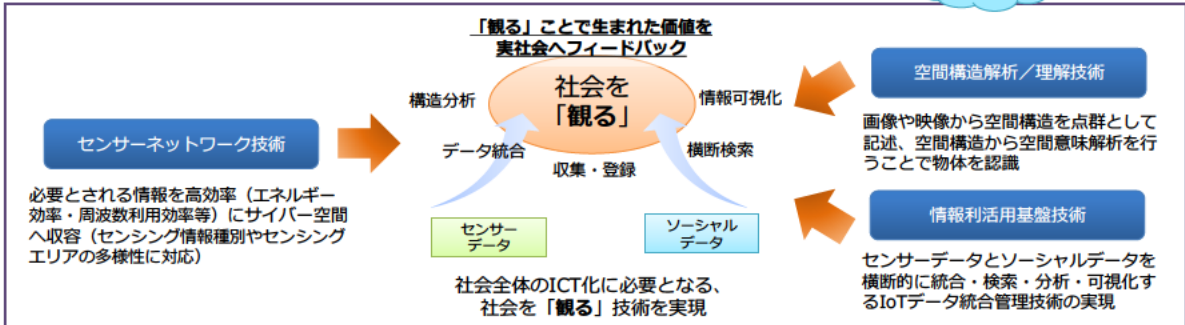 「観る」ことで生まれた価値を
実社会へフィードバック
社会を
「観る」
構造分析
情報可視化
データ統合
横断検索
収集・登録
センサーネットワーク技術
必要とされる情報を高効率（エネルギー
効率・周波数利用効率等）にサイバー空間
へ収容（センシング情報種別やセンシング
エリアの多様性に対応）
センサー
データ
ソーシャル
データ
社会全体のICT化に必要となる、
社会を「観る」技術を実現
空間構造解析／理解技術
画像や映像から空間構造を点群として
記述、空間構造から空間意味解析を行
うことで物体を認識
情報利活用基盤技術
センサーデータとソーシャルデータを
横断的に統合・検索・分析・可視化す
るIoTデータ統合管理技術の実現